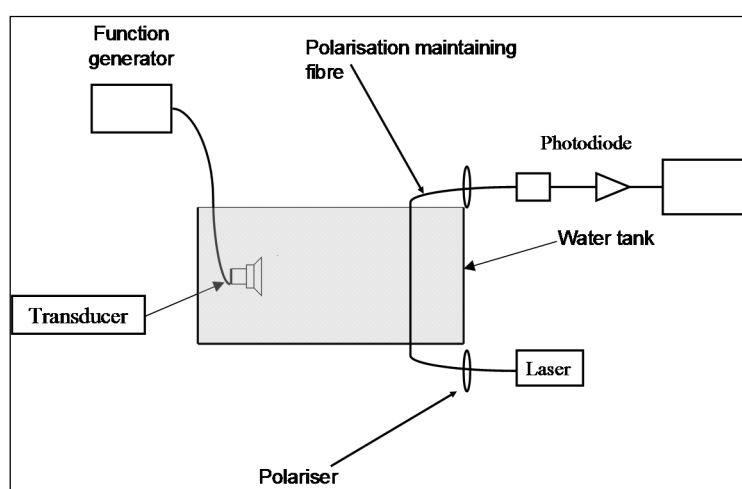 Function
generator
Polarisation maintaining
fibre
Photodiode
Water tank
Transducer
Laser
Polariser